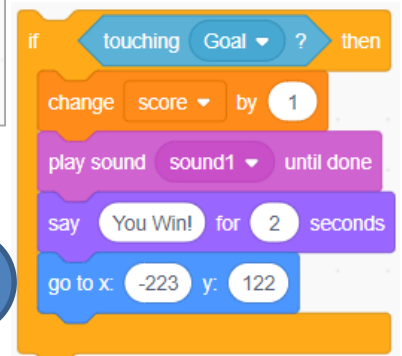 if touching Goal ? then
change score by 1
play sound sound1 until done
say You Win! for 2 seconds
go to x: -223 y: 122